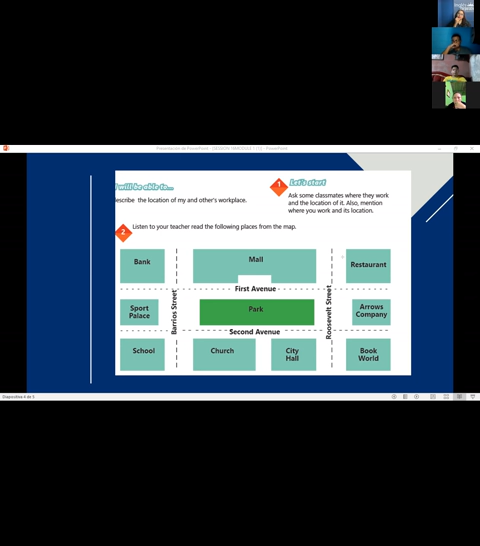 Presentación de PowerPoint - [SESION 1 MODULE 1 (1)] - PowerPoint
I will be able to...
describe the location of my and other's workplace.
1
Let's start
Ask some classmates where they work
and the location of it. Also, mention
where you work and its location.
2
Listen to your teacher read the following places from the map.
Bank
Mall
Restaurant
First Avenue
Sport
Palace
Barrios Street
Park
Roosevelt Street
Arrows
Company
Second Avenue
School
Church
City
Hall
Book
World
Diapositiva 4 de 5